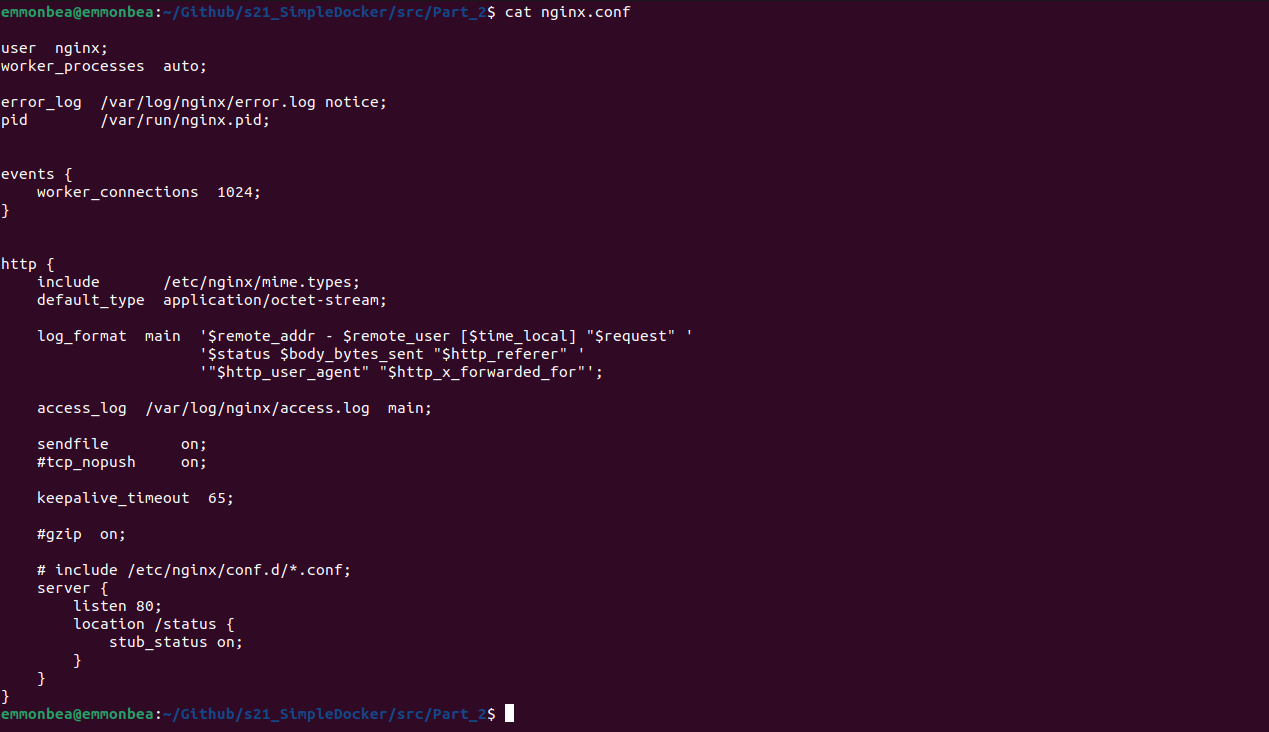 emmonbea@emmonbea:~/Github/s21_SimpleDocker/src/Part_2$ cat nginx.conf
user  nginx;
worker_processes  auto;
error_log  /var/log/nginx/error.log notice;
pid        /var/run/nginx.pid;
events {
    worker_connections  1024;
}
http {
    include       /etc/nginx/mime.types;
    default_type  application/octet-stream;
    log_format  main  '$remote_addr - $remote_user [$time_local] "$request" '
                      '$status $body_bytes_sent "$http_referer" '
                      '"$http_user_agent" "$http_x_forwarded_for"';
    access_log  /var/log/nginx/access.log  main;
    sendfile        on;
    #tcp_nopush     on;
    keepalive_timeout  65;
    #gzip  on;
    # include /etc/nginx/conf.d/*.conf;
    server {
        listen 80;
        location /status {
            stub_status on;
        }
    }
}
emmonbea@emmonbea:~/Github/s21_SimpleDocker/src/Part_2$